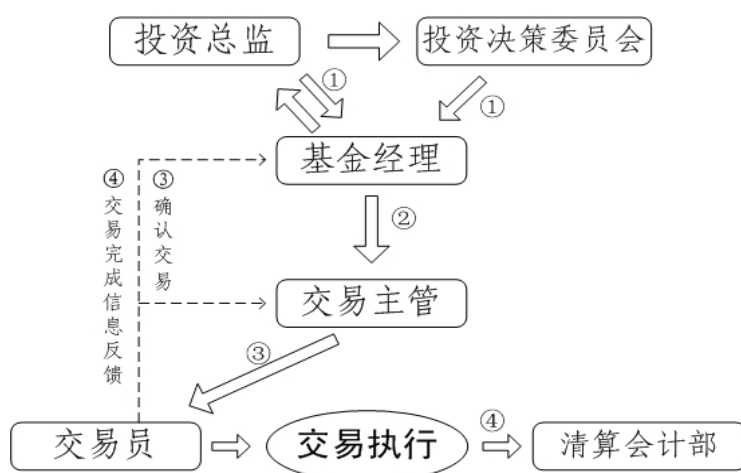 投资总监
投资决策委员会
①
①
基金经理
④交易完成信息反馈
③确认交易
②
交易主管
③
交易员
交易执行
④
清算会计部